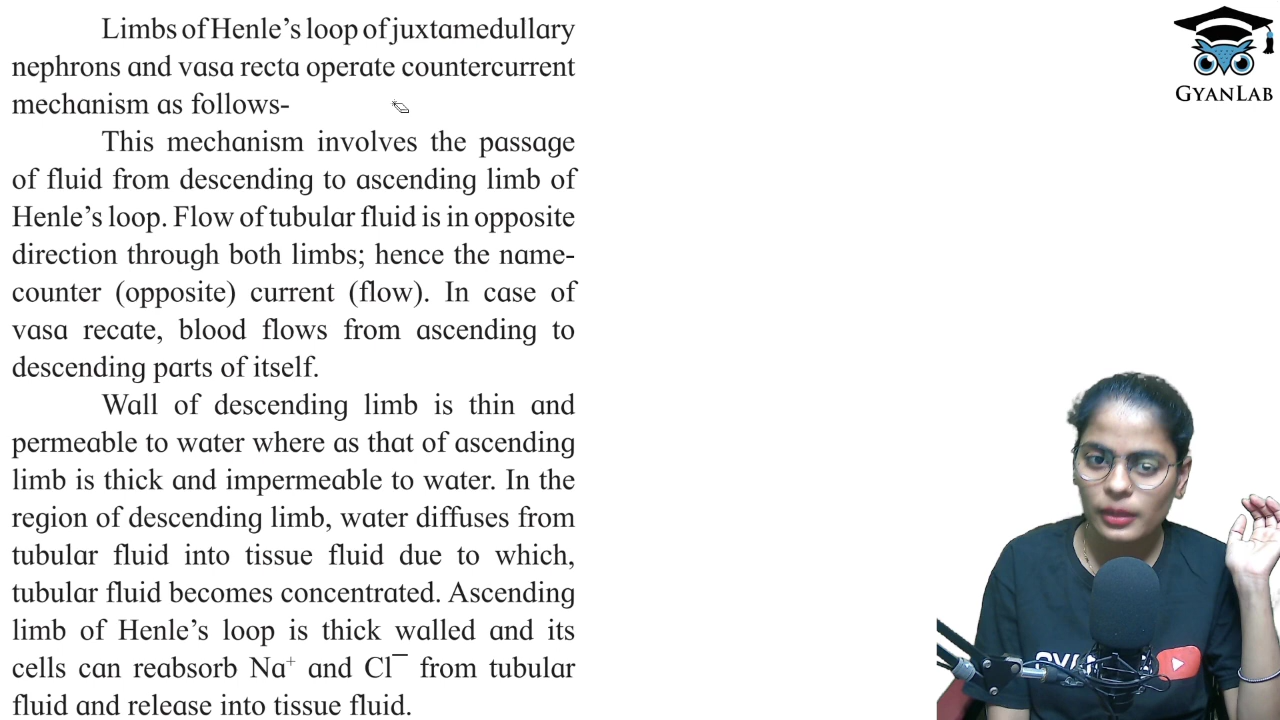 Limbs of Henle's loop of juxtamedullary
nephrons and vasa recta operate countercurrent
mechanism as follows-
This mechanism involves the passage
of fluid from descending to ascending limb of
Henle's loop. Flow of tubular fluid is in opposite
direction through both limbs; hence the name-
counter (opposite) current (flow). In case of
vasa recate, blood flows from ascending to
descending parts of itself.
Wall of descending limb is thin and
permeable to water where as that of ascending
limb is thick and impermeable to water. In the
region of descending limb, water diffuses from
tubular fluid into tissue fluid due to which,
tubular fluid becomes concentrated. Ascending
limb of Henle's loop is thick walled and its
cells can reabsorb Na⁺ and Cl¯ from tubular
fluid and release into tissue fluid.
GYANLAB